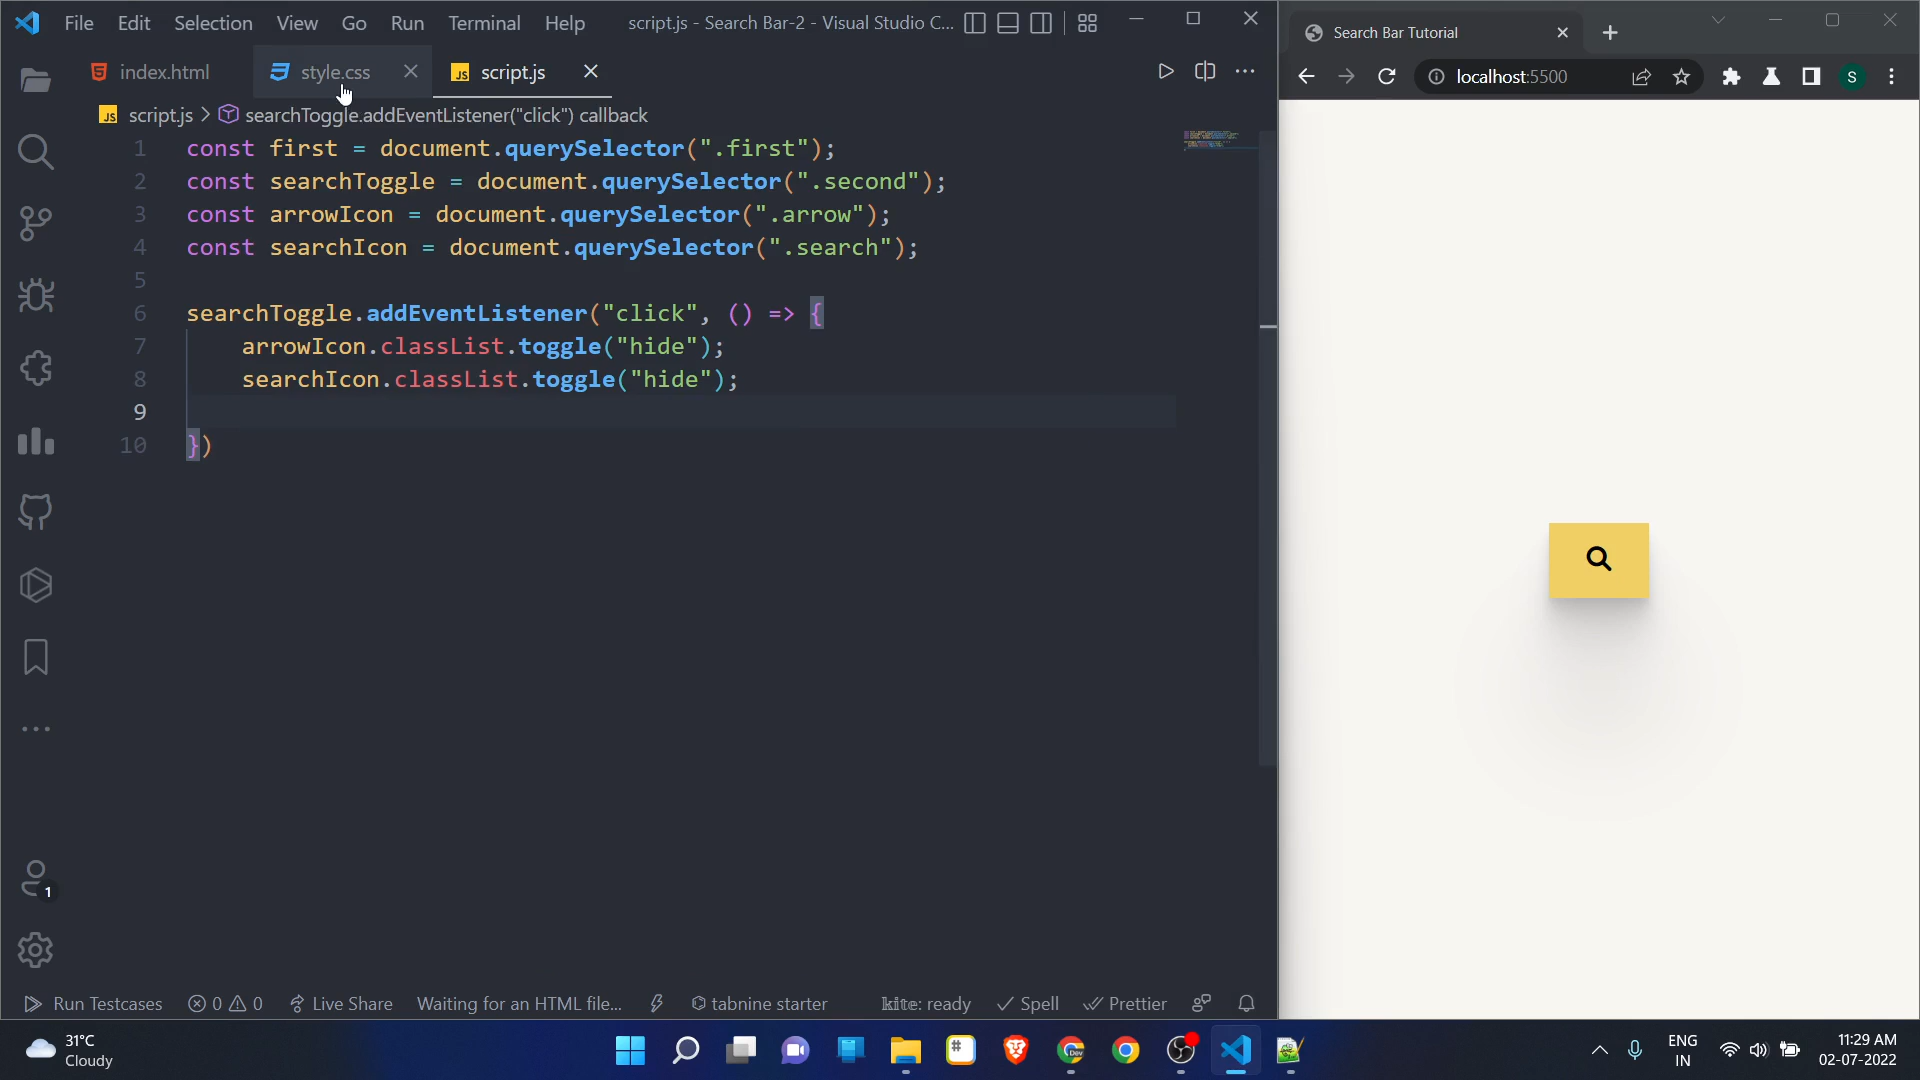 File Edit Selection View Go Run Terminal Help script.js - Search Bar-2 - Visual Studio C...
index.html style.css script.js
script.js > searchToggle.addEventListener("click") callback
1 const first = document.querySelector(".first");
2 const searchToggle = document.querySelector(".second");
3 const arrowIcon = document.querySelector(".arrow");
4 const searchIcon = document.querySelector(".search");
5
6 searchToggle.addEventListener("click", () => {
7 arrowIcon.classList.toggle("hide");
8 searchIcon.classList.toggle("hide");
9
10 })
1
Run Testcases 0 0 Live Share Waiting for an HTML file... tabnine starter kite: ready Spell Prettier
Search Bar Tutorial
localhost:5500
S
31°C
Cloudy
Dev
ENG
IN
11:29 AM
02-07-2022